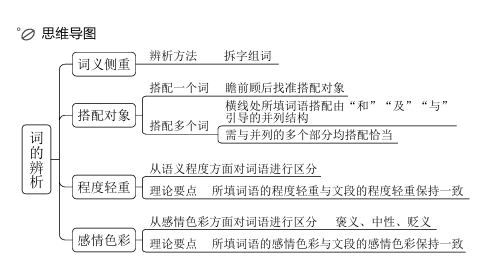 思维导图
词的辨析
词义侧重
辨析方法 拆字组词
搭配对象
搭配一个词 瞻前顾后找准搭配对象
搭配多个词
横线处所填词语搭配由“和”“及”“与”
引导的并列结构
需与并列的多个部分均搭配恰当
程度轻重
从语义程度方面对词语进行区分
理论要点 所填词语的程度轻重与文段的程度轻重保持一致
感情色彩
从感情色彩方面对词语进行区分 褒义、中性、贬义
理论要点 所填词语的感情色彩与文段的感情色彩保持一致